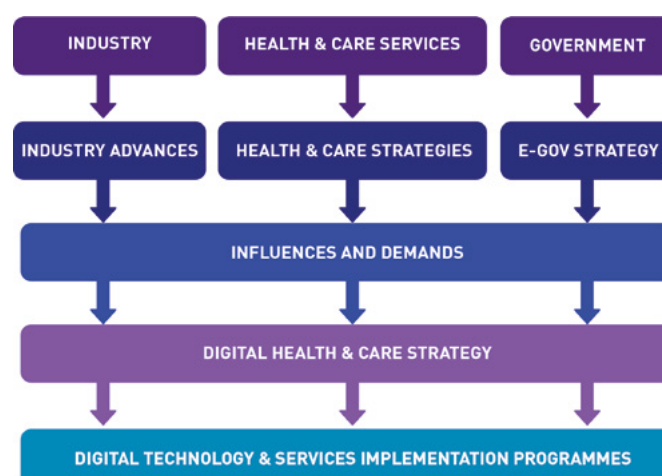 INDUSTRY
HEALTH & CARE SERVICES
GOVERNMENT
INDUSTRY ADVANCES
HEALTH & CARE STRATEGIES
E-GOV STRATEGY
INFLUENCES AND DEMANDS
DIGITAL HEALTH & CARE STRATEGY
DIGITAL TECHNOLOGY & SERVICES IMPLEMENTATION PROGRAMMES